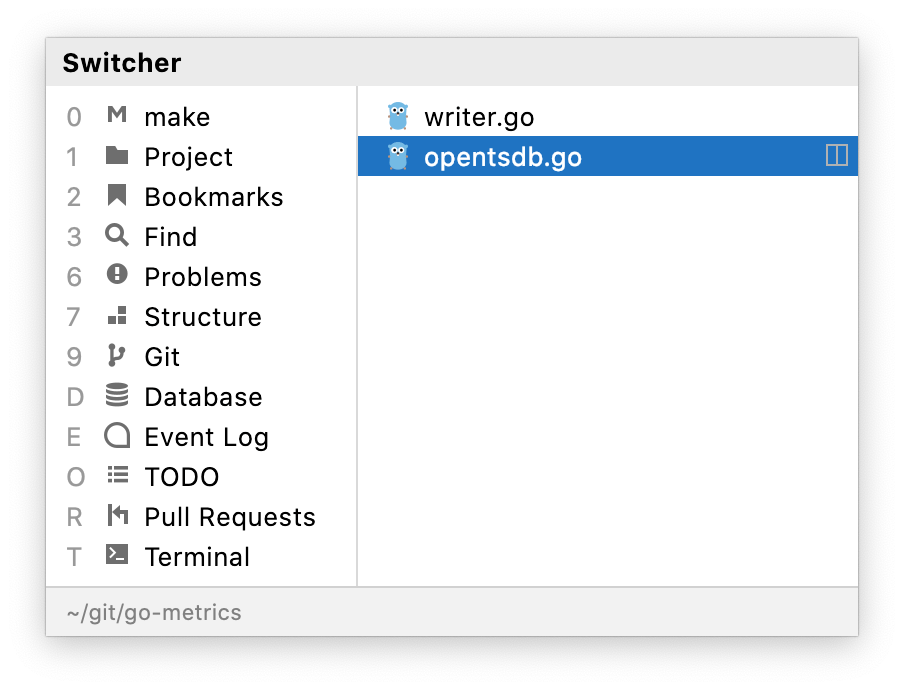 Switcher
0 make
1 Project
2 Bookmarks
3 Find
6 Problems
7 Structure
9 Git
D Database
E Event Log
O TODO
R Pull Requests
T Terminal
writer.go
opentsdb.go
~/git/go-metrics